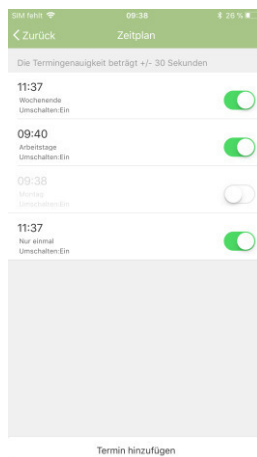 SIM fehlt 09:38 26 %
Zurück Zeitplan
Die Termingenauigkeit beträgt +/- 30 Sekunden
11:37
Wochenende
Umschalten:Ein
09:40
Arbeitstage
Umschalten:Ein
09:38
Montag
Umschalten:Ein
11:37
Nur einmal
Umschalten:Ein
Termin hinzufügen